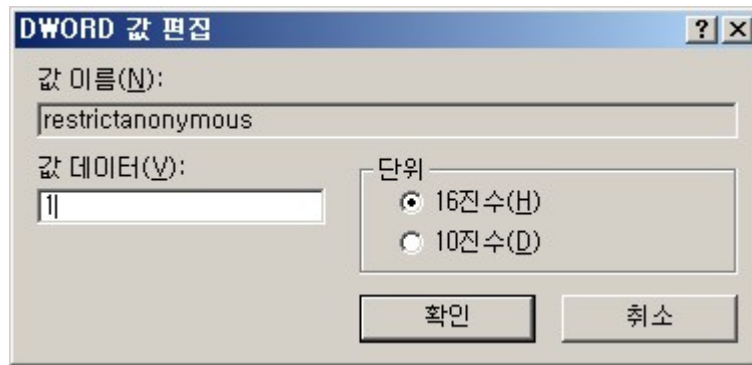 DWORD 값 편집
값 이름(N):
restrictanonymous
값 데이터(V):
1
단위
16진수(H)
10진수(D)
확인
취소